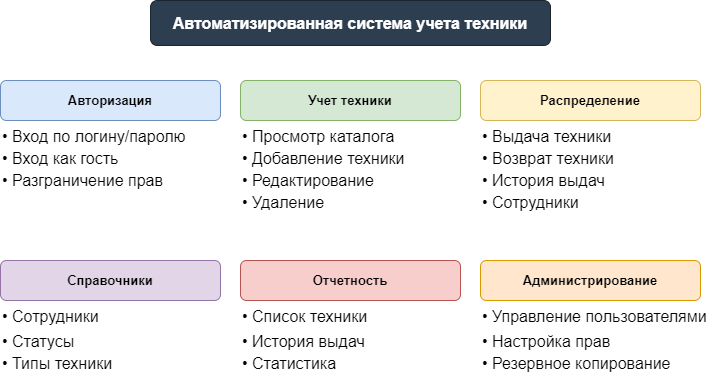 Автоматизированная система учета техники
Авторизация
• Вход по логину/паролю
• Вход как гость
• Разграничение прав
Учет техники
• Просмотр каталога
• Добавление техники
• Редактирование
• Удаление
Распределение
• Выдача техники
• Возврат техники
• История выдач
• Сотрудники
Справочники
• Сотрудники
• Статусы
• Типы техники
Отчетность
• Список техники
• История выдач
• Статистика
Администрирование
• Управление пользователями
• Настройка прав
• Резервное копирование